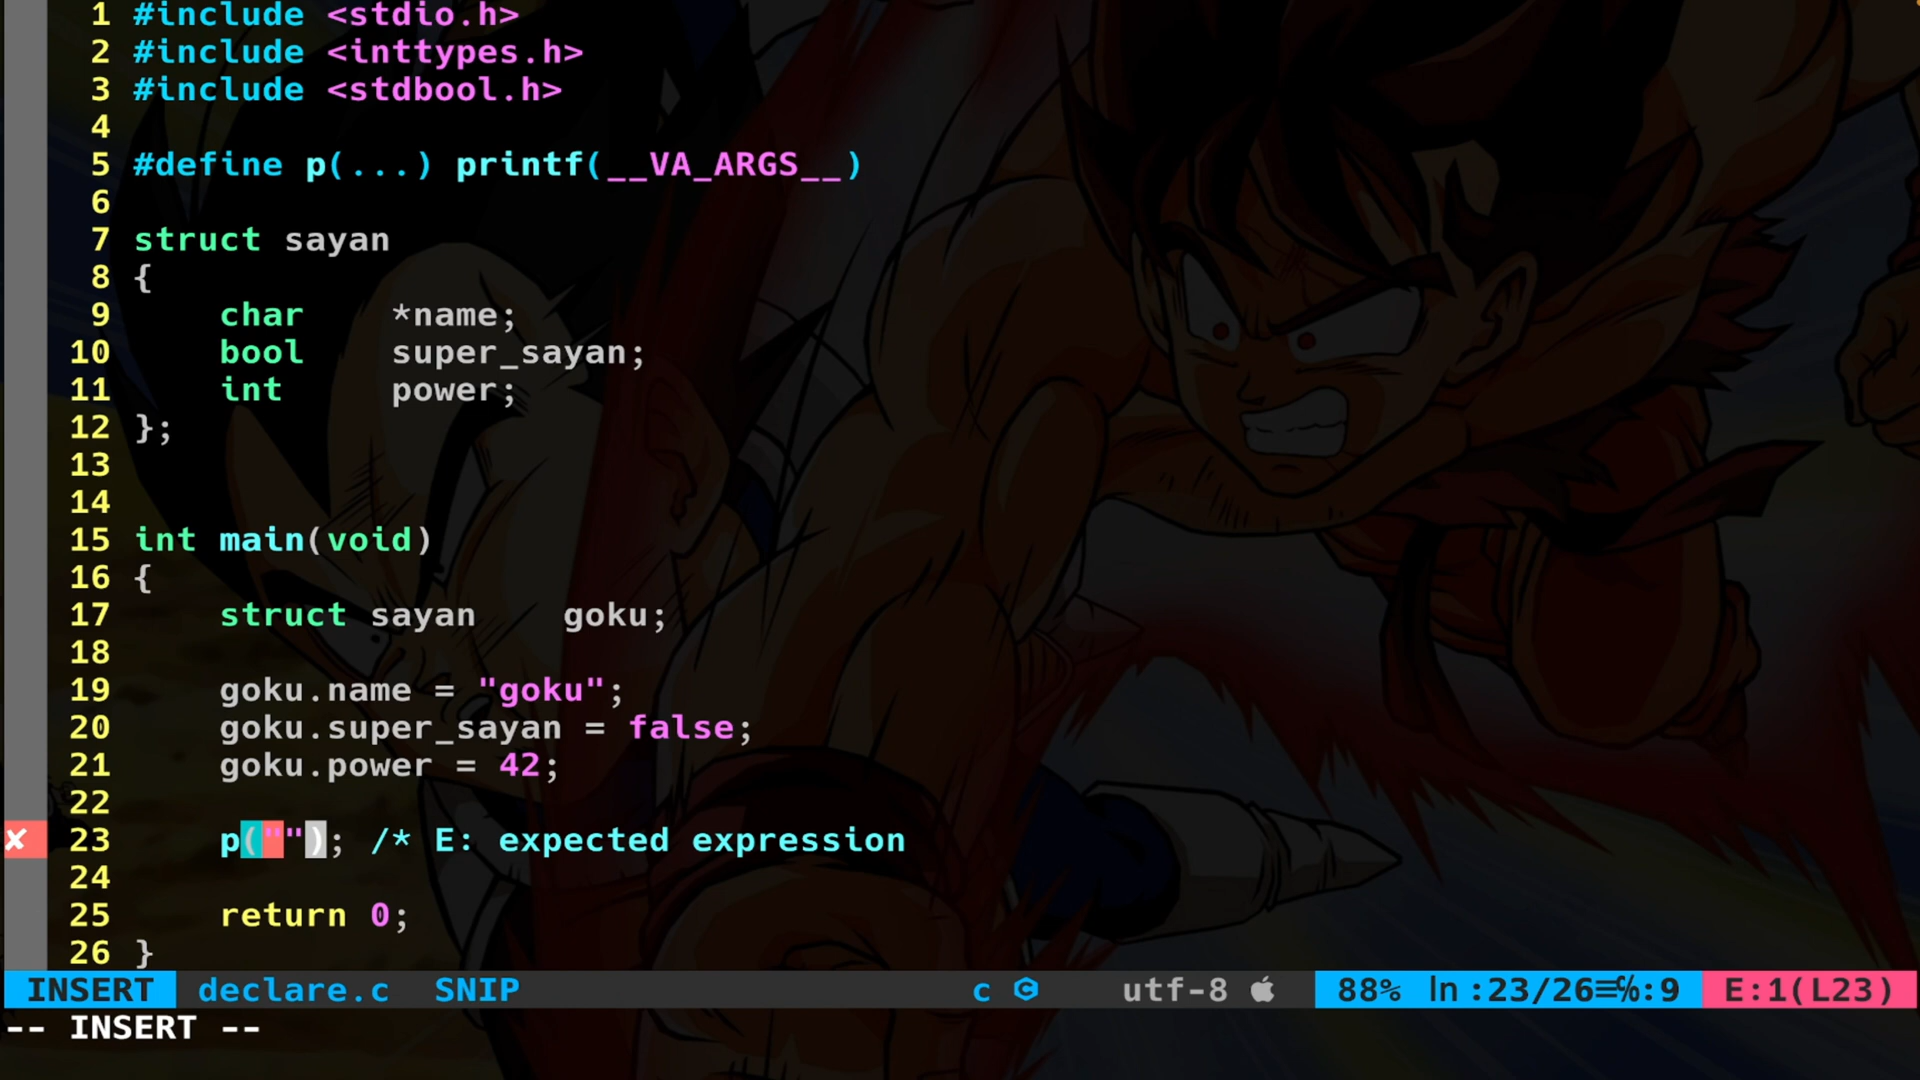 1 #include <stdio.h>
2 #include <inttypes.h>
3 #include <stdbool.h>
4
5 #define p(...) printf(__VA_ARGS__)
6
7 struct sayan
8 {
9 char *name;
10 bool super_sayan;
11 int power;
12 };
13
14
15 int main(void)
16 {
17 struct sayan goku;
18
19 goku.name = "goku";
20 goku.super_sayan = false;
21 goku.power = 42;
22
23 p(""); /* E: expected expression
24
25 return 0;
26 }
INSERT declare.c SNIP c utf-8 88% ln :23/26≡℅:9 E:1(L23)
-- INSERT --